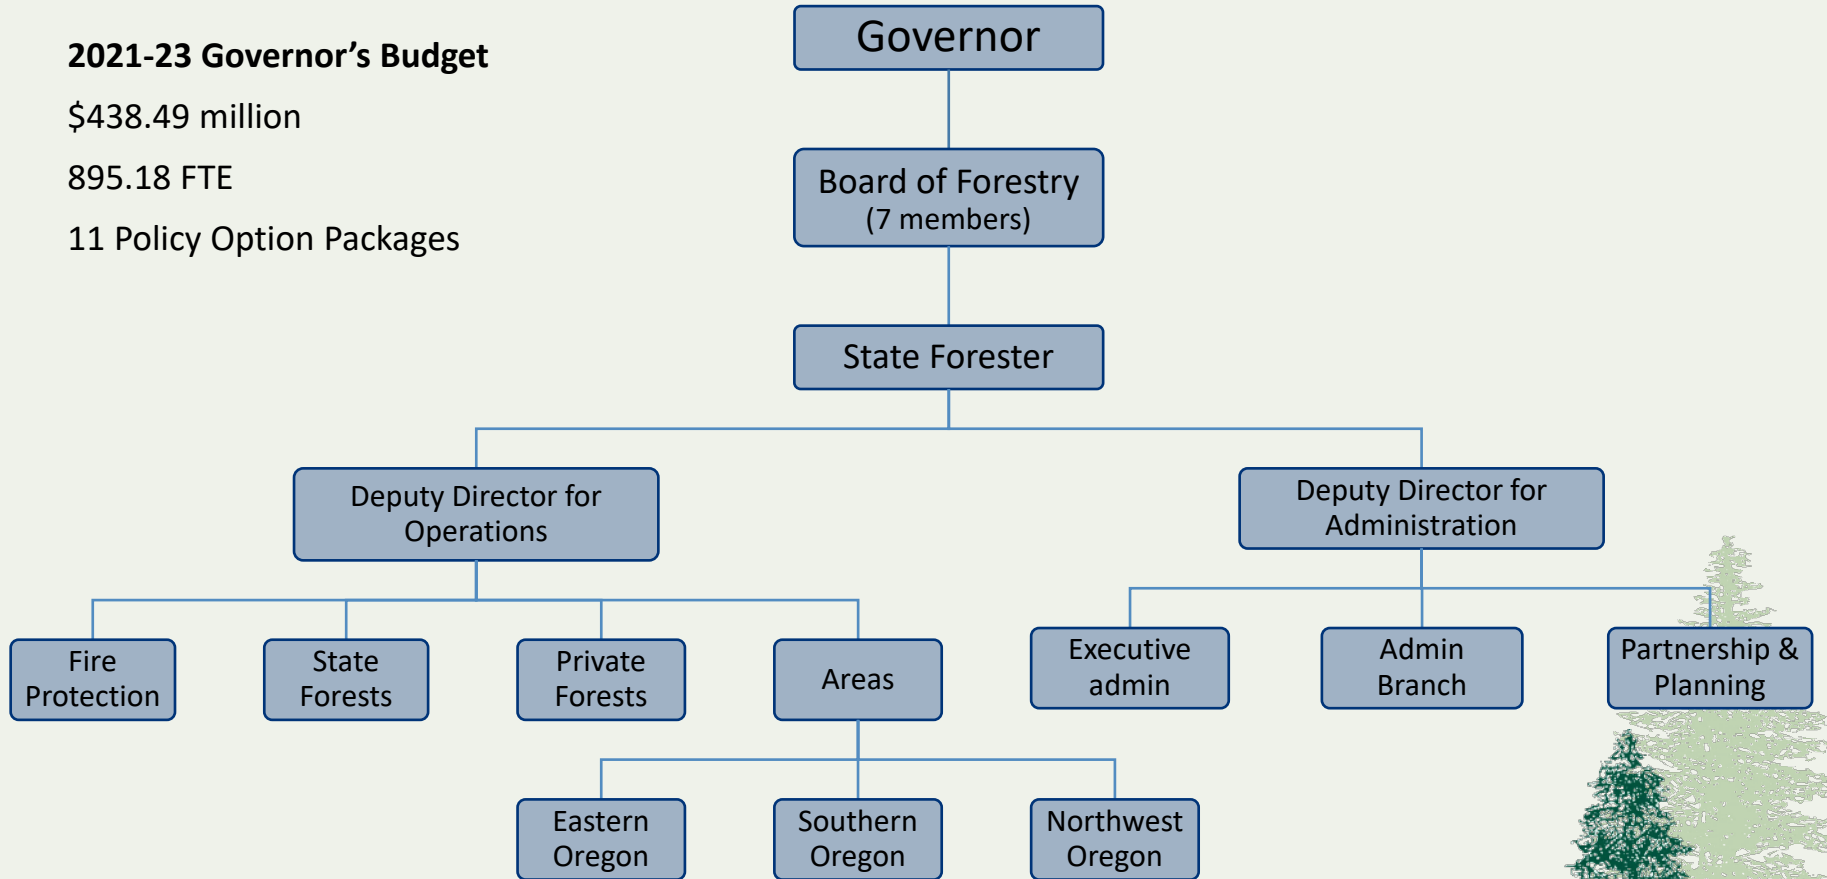 2021-23 Governor’s Budget
$438.49 million
895.18 FTE
11 Policy Option Packages
Governor
Board of Forestry
(7 members)
State Forester
Deputy Director for
Operations
Deputy Director for
Administration
Fire
Protection
State
Forests
Private
Forests
Areas
Executive
admin
Admin
Branch
Partnership &
Planning
Eastern
Oregon
Southern
Oregon
Northwest
Oregon